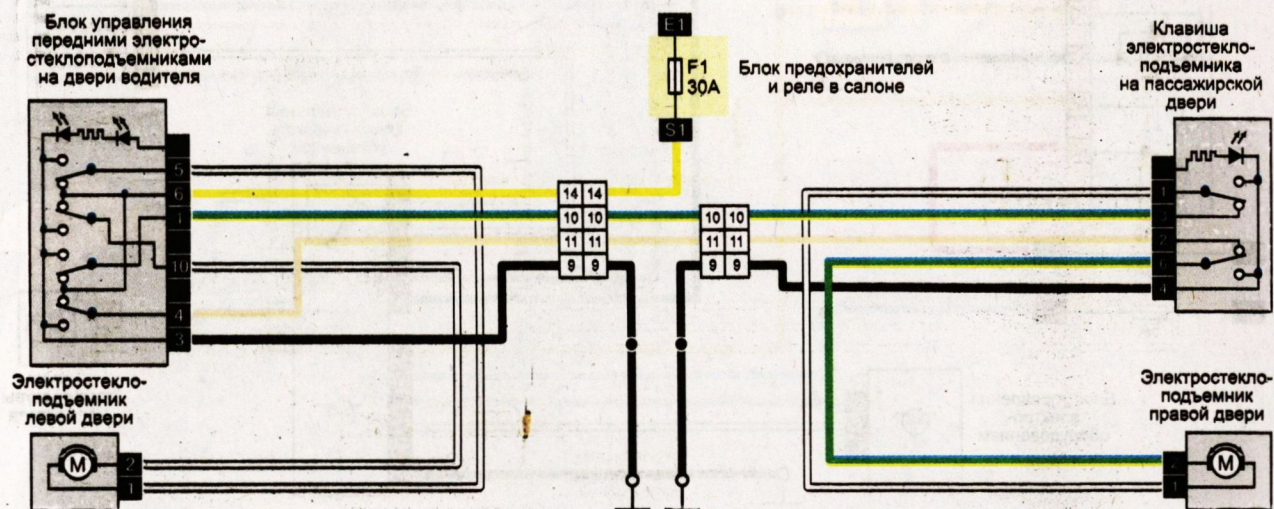 Блок управления
передними электро-
стеклоподъемниками
на двери водителя
E1
F1
30A
S1
Блок предохранителей
и реле в салоне
Клавиша
электростекло-
подъемника
на пассажирской
двери
5
6
1
10
4
3
14 14
10 10
11 11
9 9
10 10
11 11
9 9
1
3
2
4
Электростекло-
подъемник
левой двери
M
2
1
Электростекло-
подъемник
правой двери
M
1